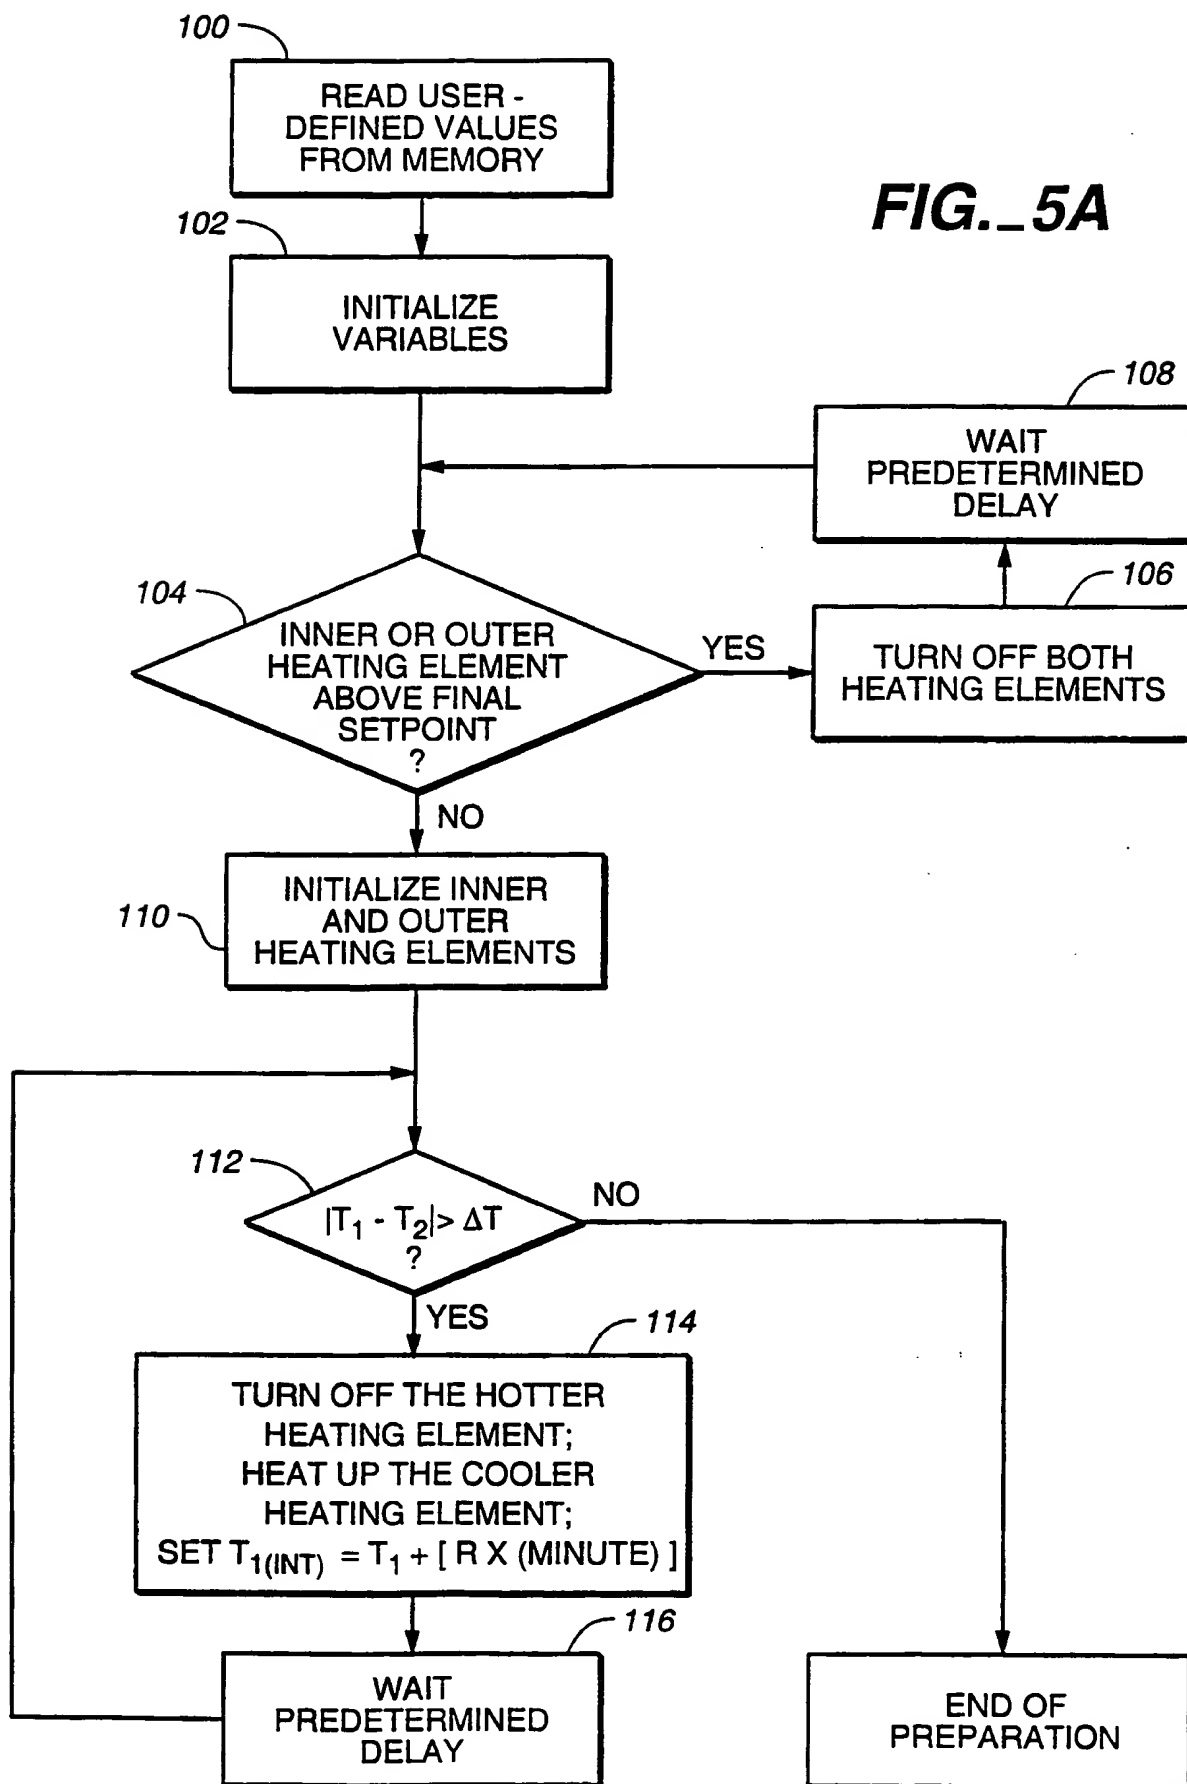 100
READ USER -
DEFINED VALUES
FROM MEMORY
FIG._5A
102
INITIALIZE
VARIABLES
108
WAIT
PREDETERMINED
DELAY
104
INNER OR OUTER
HEATING ELEMENT
ABOVE FINAL
SETPOINT
?
YES
106
TURN OFF BOTH
HEATING ELEMENTS
NO
110
INITIALIZE INNER
AND OUTER
HEATING ELEMENTS
112
|T1 - T2| > ΔT
?
NO
YES
114
TURN OFF THE HOTTER
HEATING ELEMENT;
HEAT UP THE COOLER
HEATING ELEMENT;
SET T1(INT) = T1 + [ R X (MINUTE) ]
116
WAIT
PREDETERMINED
DELAY
END OF
PREPARATION